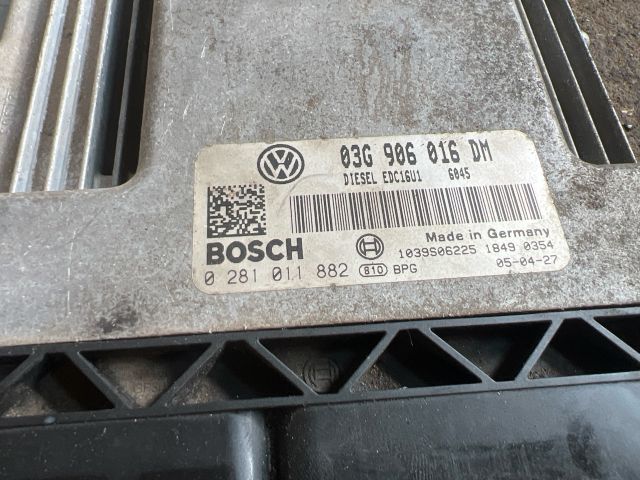 03G 906 016 DM
DIESEL EDC16U1 6045
BOSCH
Made in Germany
1039S06225 1849 0354
0 281 011 882 810 BPG 05-04-27